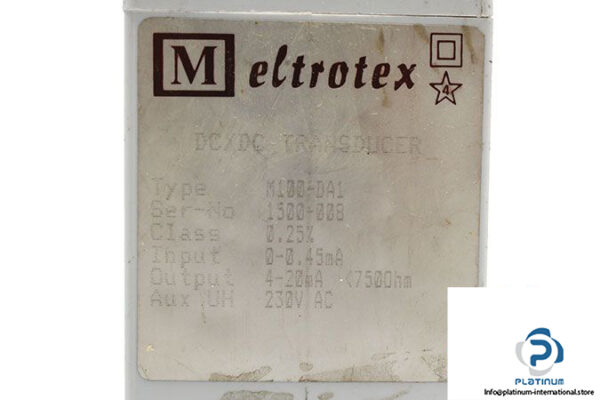 M eltrotex
4
DC/DC TRANSDUCER
Type M100-DA1
Ser-No 1500-008
Class 0.25%
Input 0-0.45mA
Output 4-20mA <750Ohm
Aux UH 230V AC
PLATINUM
https://platinum-international.store